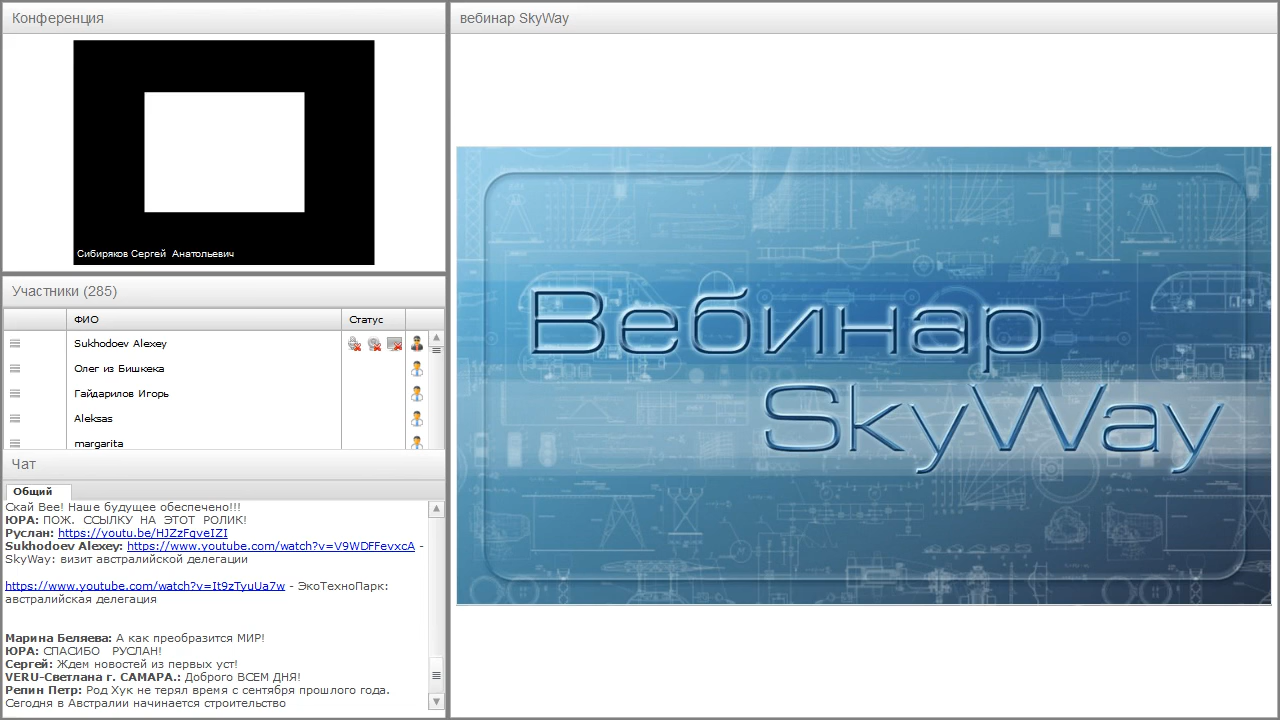 Конференция
Сибиряков Сергей Анатольевич
Участники (285)
ФИО Статус
Sukhodoev Alexey
Олег из Бишкека
Гайдарилов Игорь
Aleksas
margarita
Чат
Общий
Скай Вее! Наше будущее обеспечено!!!
ЮРА: ПОЖ. ССЫЛКУ НА ЭТОТ РОЛИК!
Руслан: https://youtu.be/HJZzFqveIZI
Sukhodoev Alexey: https://www.youtube.com/watch?v=V9WDFFevxcA -
SkyWay: визит австралийской делегации
https://www.youtube.com/watch?v=It9zTyuUa7w - ЭкоТехноПарк:
австралийская делегация
Марина Беляева: А как преобразится МИР!
ЮРА: СПАСИБО РУСЛАН!
Сергей: Ждем новостей из первых уст!
VERU-Светлана г. САМАРА.: Доброго ВСЕМ ДНЯ!
Репин Петр: Род Хук не терял время с сентября прошлого года.
Сегодня в Австралии начинается строительство
вебинар SkyWay
Вебинар
SkyWay